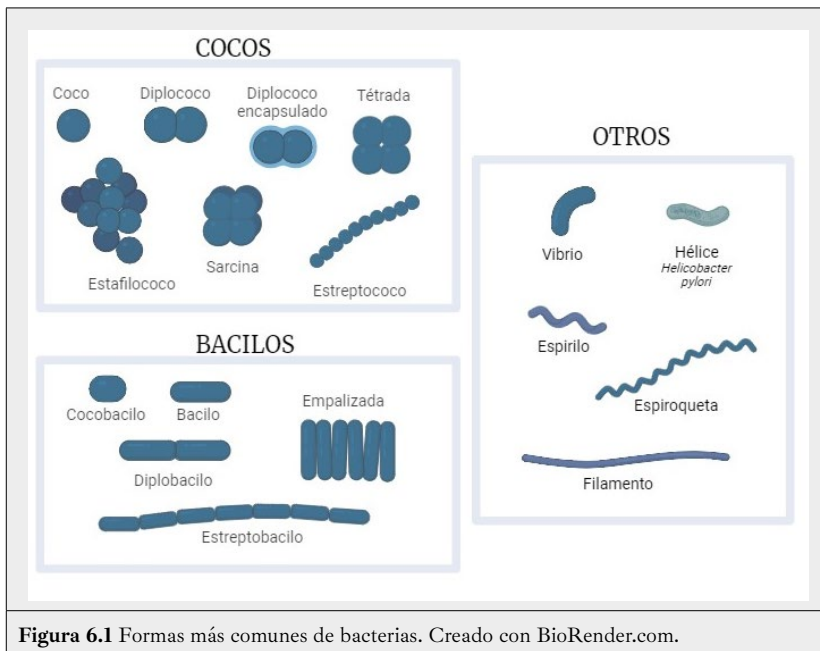 COCOS
Coco
Diplococo
Diplococo
encapsulado
Tétrada
Estafilococo
Sarcina
Estreptococo
BACILOS
Cocobacilo
Bacilo
Empalizada
Diplobacilo
Estreptobacilo
OTROS
Vibrio
Hélice
Helicobacter
pylori
Espirilo
Espiroqueta
Filamento
Figura 6.1 Formas más comunes de bacterias. Creado con BioRender.com.